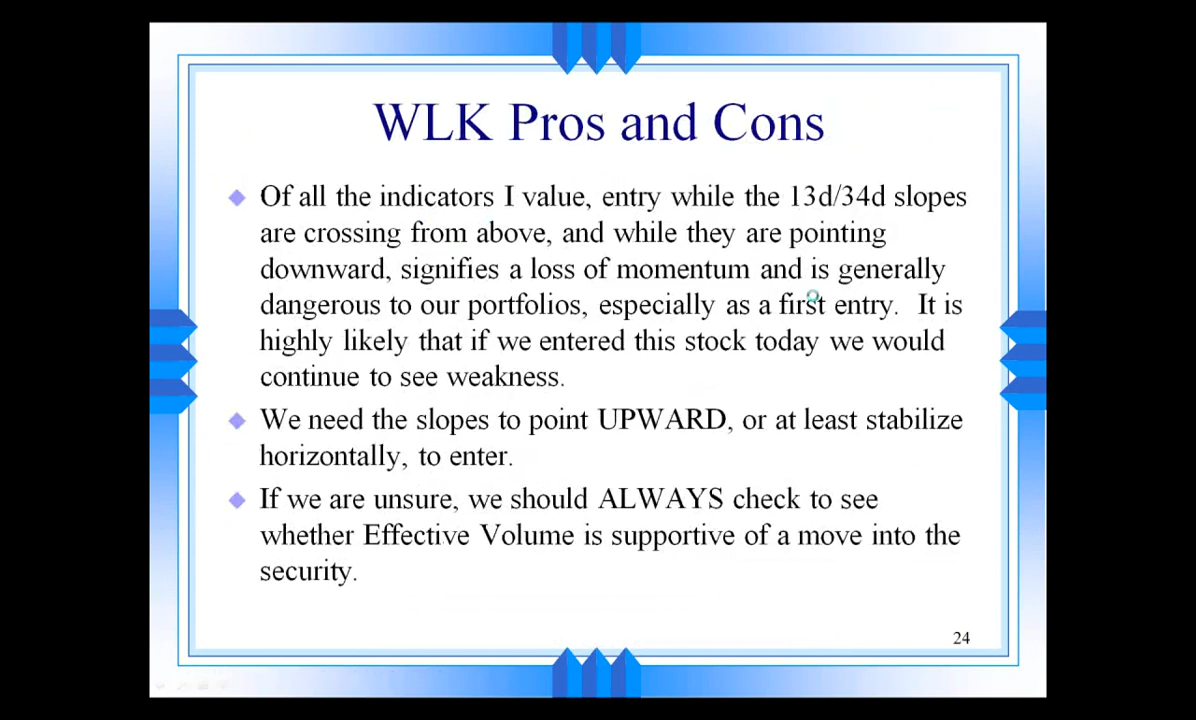 WLK Pros and Cons
Of all the indicators I value, entry while the 13d/34d slopes
are crossing from above, and while they are pointing
downward, signifies a loss of momentum and is generally
dangerous to our portfolios, especially as a first entry.  It is
highly likely that if we entered this stock today we would
continue to see weakness.
We need the slopes to point UPWARD, or at least stabilize
horizontally, to enter.
If we are unsure, we should ALWAYS check to see
whether Effective Volume is supportive of a move into the
security.
24